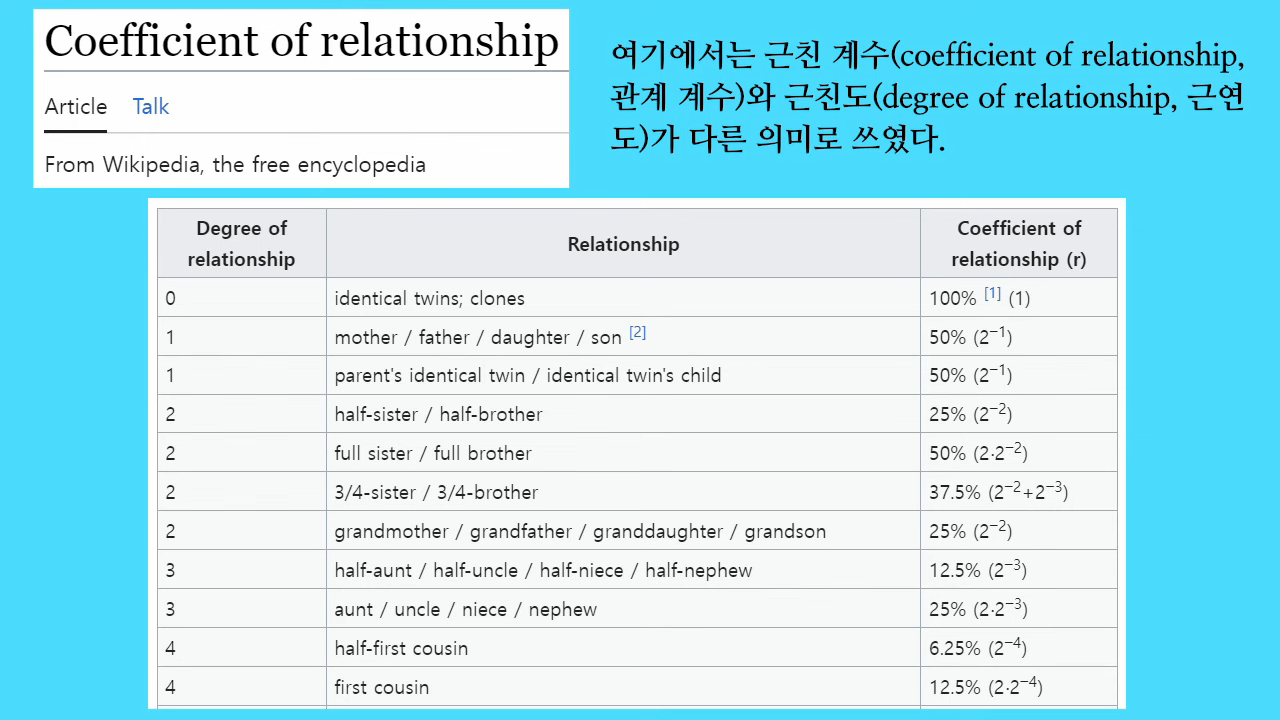 Coefficient of relationship
Article Talk
From Wikipedia, the free encyclopedia
여기에서는 근친 계수(coefficient of relationship,
관계 계수)와 근친도(degree of relationship, 근연
도)가 다른 의미로 쓰였다.
Degree of relationship Relationship Coefficient of relationship (r)
0 identical twins; clones 100% [1] (1)
1 mother / father / daughter / son [2] 50% (2⁻¹)
1 parent's identical twin / identical twin's child 50% (2⁻¹)
2 half-sister / half-brother 25% (2⁻²)
2 full sister / full brother 50% (2·2⁻²)
2 3/4-sister / 3/4-brother 37.5% (2⁻²+2⁻³)
2 grandmother / grandfather / granddaughter / grandson 25% (2⁻²)
3 half-aunt / half-uncle / half-niece / half-nephew 12.5% (2⁻³)
3 aunt / uncle / niece / nephew 25% (2·2⁻³)
4 half-first cousin 6.25% (2⁻⁴)
4 first cousin 12.5% (2·2⁻⁴)